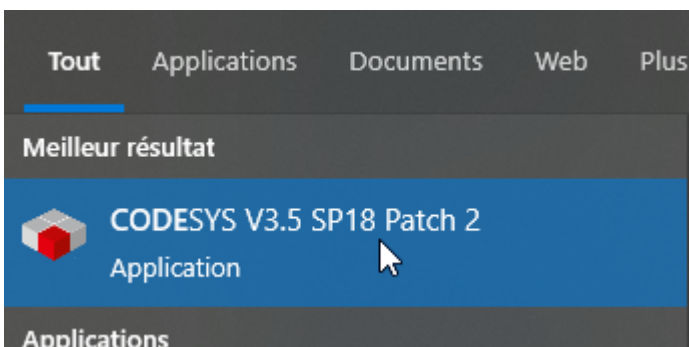 Tout Applications Documents Web Plus
Meilleur résultat
CODESYS V3.5 SP18 Patch 2
Application
Applications